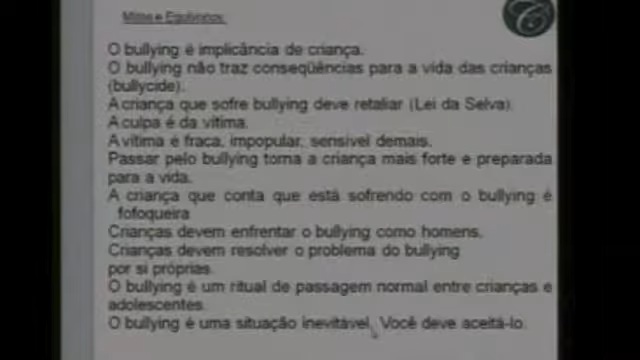 Mitos e Equívocos:
O bullying é implicância de criança.
O bullying não traz conseqüências para a vida das crianças
(bullycide).
A criança que sofre bullying deve retaliar (Lei da Selva).
A culpa é da vítima.
A vítima é fraca, impopular, sensível demais.
Passar pelo bullying torna a criança mais forte e preparada
para a vida.
A criança que conta que está sofrendo com o bullying é
fofoqueira
Crianças devem enfrentar o bullying como homens.
Crianças devem resolver o problema do bullying
por si próprias.
O bullying é um ritual de passagem normal entre crianças e
adolescentes.
O bullying é uma situação inevitável. Você deve aceitá-lo.